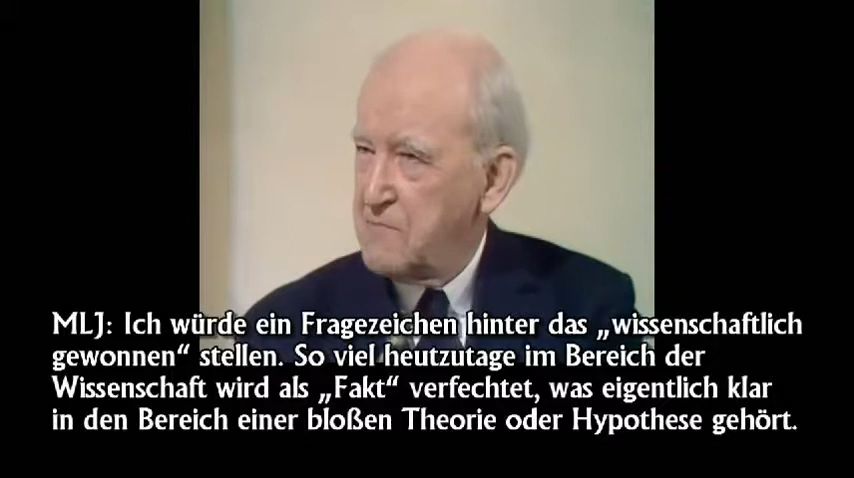 MLJ: Ich würde ein Fragezeichen hinter das „wissenschaftlich
gewonnen“ stellen. So viel heutzutage im Bereich der
Wissenschaft wird als „Fakt“ verfechtet, was eigentlich klar
in den Bereich einer bloßen Theorie oder Hypothese gehört.